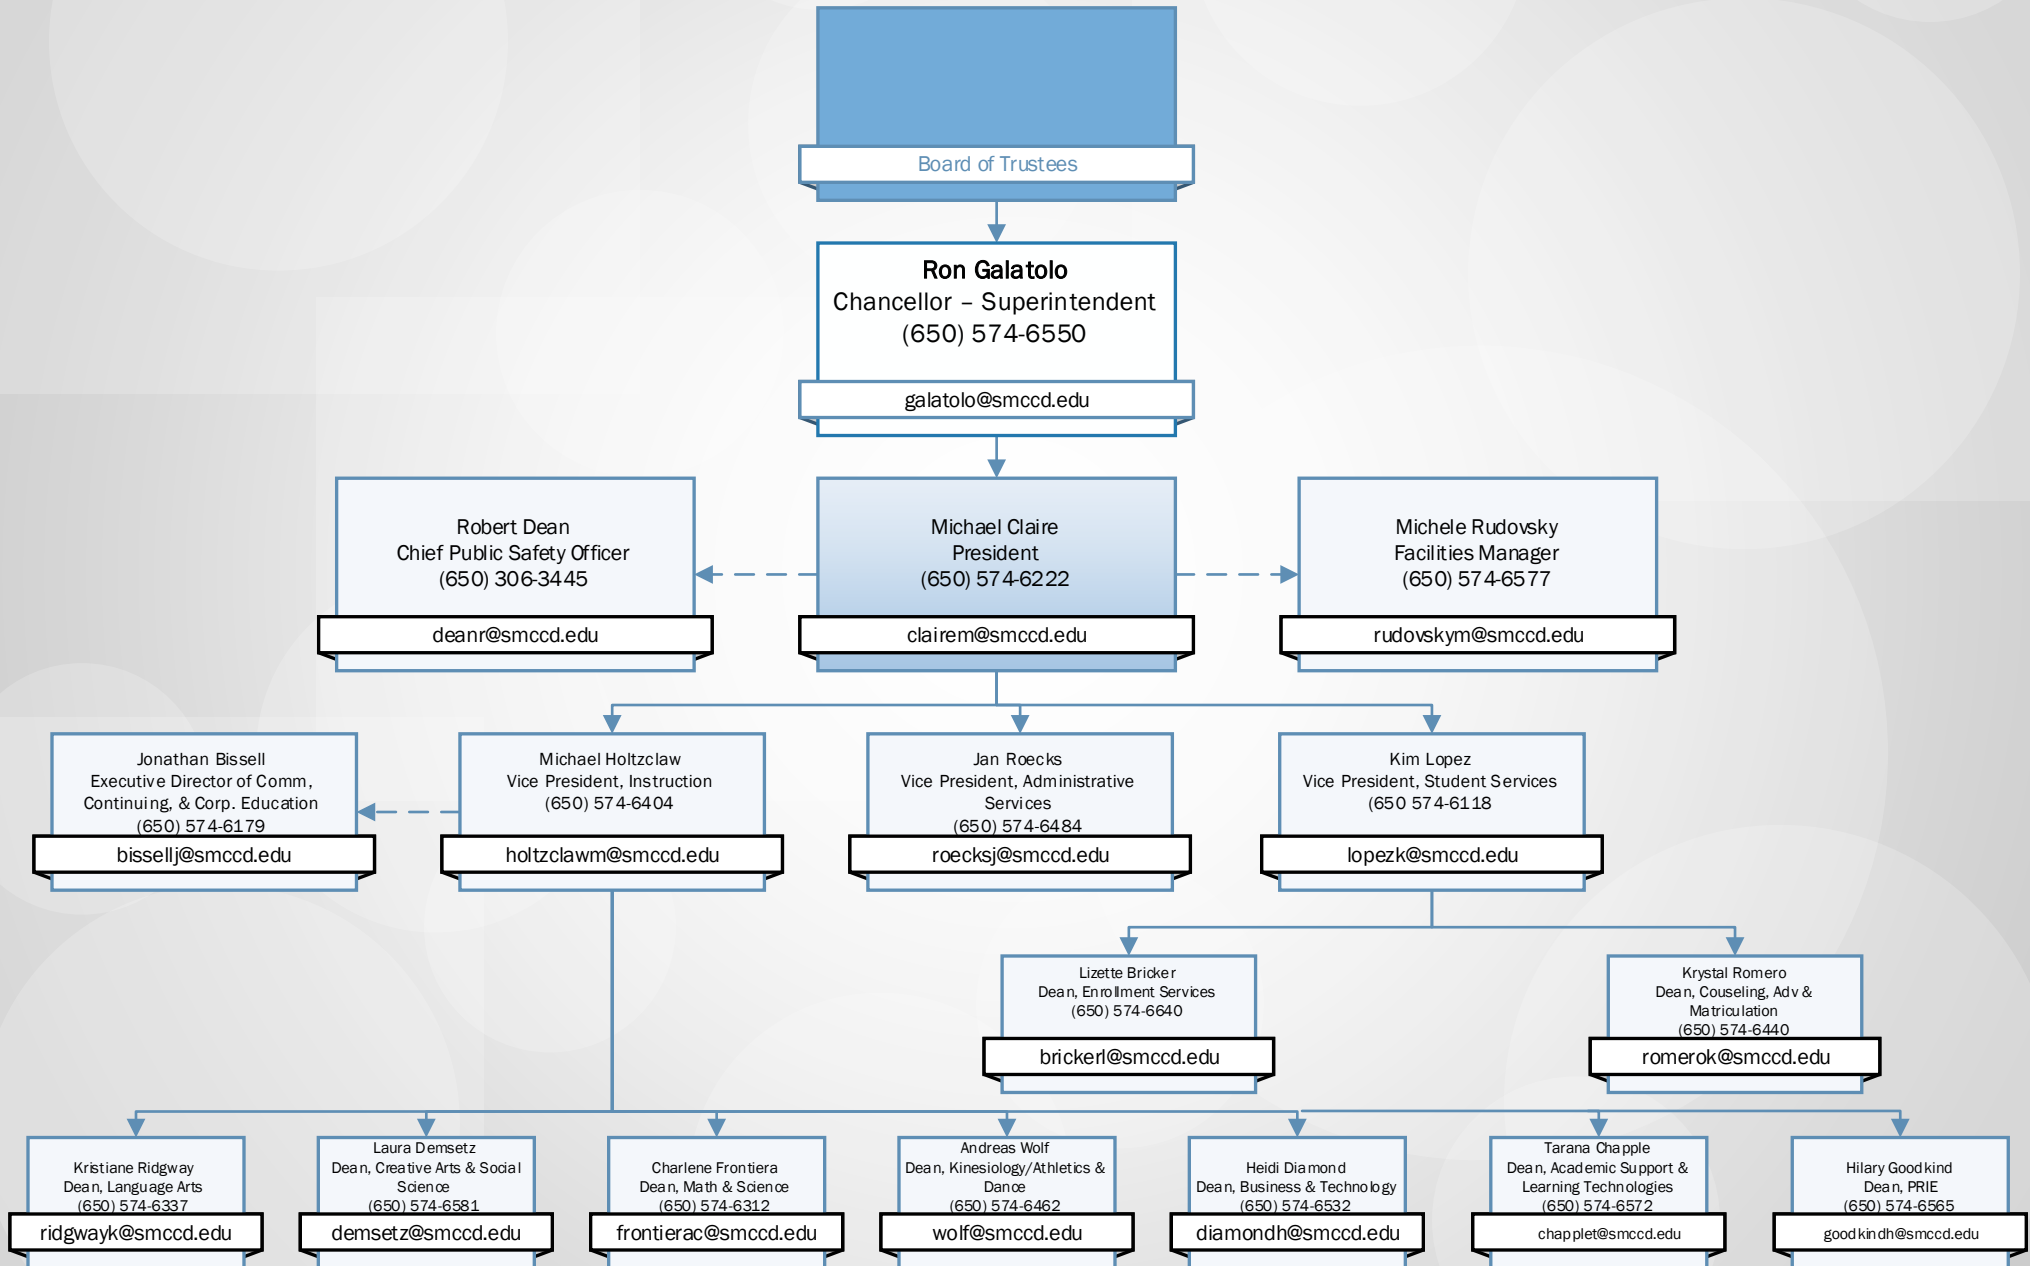 Board of Trustees
Ron Galatolo
Chancellor – Superintendent
(650) 574-6550
galatolo@smccd.edu
Robert Dean
Chief Public Safety Officer
(650) 306-3445
deanr@smccd.edu
Michael Claire
President
(650) 574-6222
clairem@smccd.edu
Michele Rudovsky
Facilities Manager
(650) 574-6577
rudovskym@smccd.edu
Jonathan Bissell
Executive Director of Comm,
Continuing, & Corp. Education
(650) 574-6179
bissellj@smccd.edu
Michael Holtzclaw
Vice President, Instruction
(650) 574-6404
holtzclawm@smccd.edu
Jan Roecks
Vice President, Administrative
Services
(650) 574-6484
roecksj@smccd.edu
Kim Lopez
Vice President, Student Services
(650 574-6118
lopezk@smccd.edu
Lizette Bricker
Dean, Enrollment Services
(650) 574-6640
brickerl@smccd.edu
Krystal Romero
Dean, Couseling, Adv &
Matriculation
(650) 574-6440
romerok@smccd.edu
Kristiane Ridgway
Dean, Language Arts
(650) 574-6337
ridgwayk@smccd.edu
Laura Demsetz
Dean, Creative Arts & Social
Science
(650) 574-6581
demsetz@smccd.edu
Charlene Frontiera
Dean, Math & Science
(650) 574-6312
frontierac@smccd.edu
Andreas Wolf
Dean, Kinesiology/Athletics &
Dance
(650) 574-6462
wolf@smccd.edu
Heidi Diamond
Dean, Business & Technology
(650) 574-6532
diamondh@smccd.edu
Tarana Chapple
Dean, Academic Support &
Learning Technologies
(650) 574-6572
chapplet@smccd.edu
Hilary Goodkind
Dean, PRIE
(650) 574-6565
goodkindh@smccd.edu